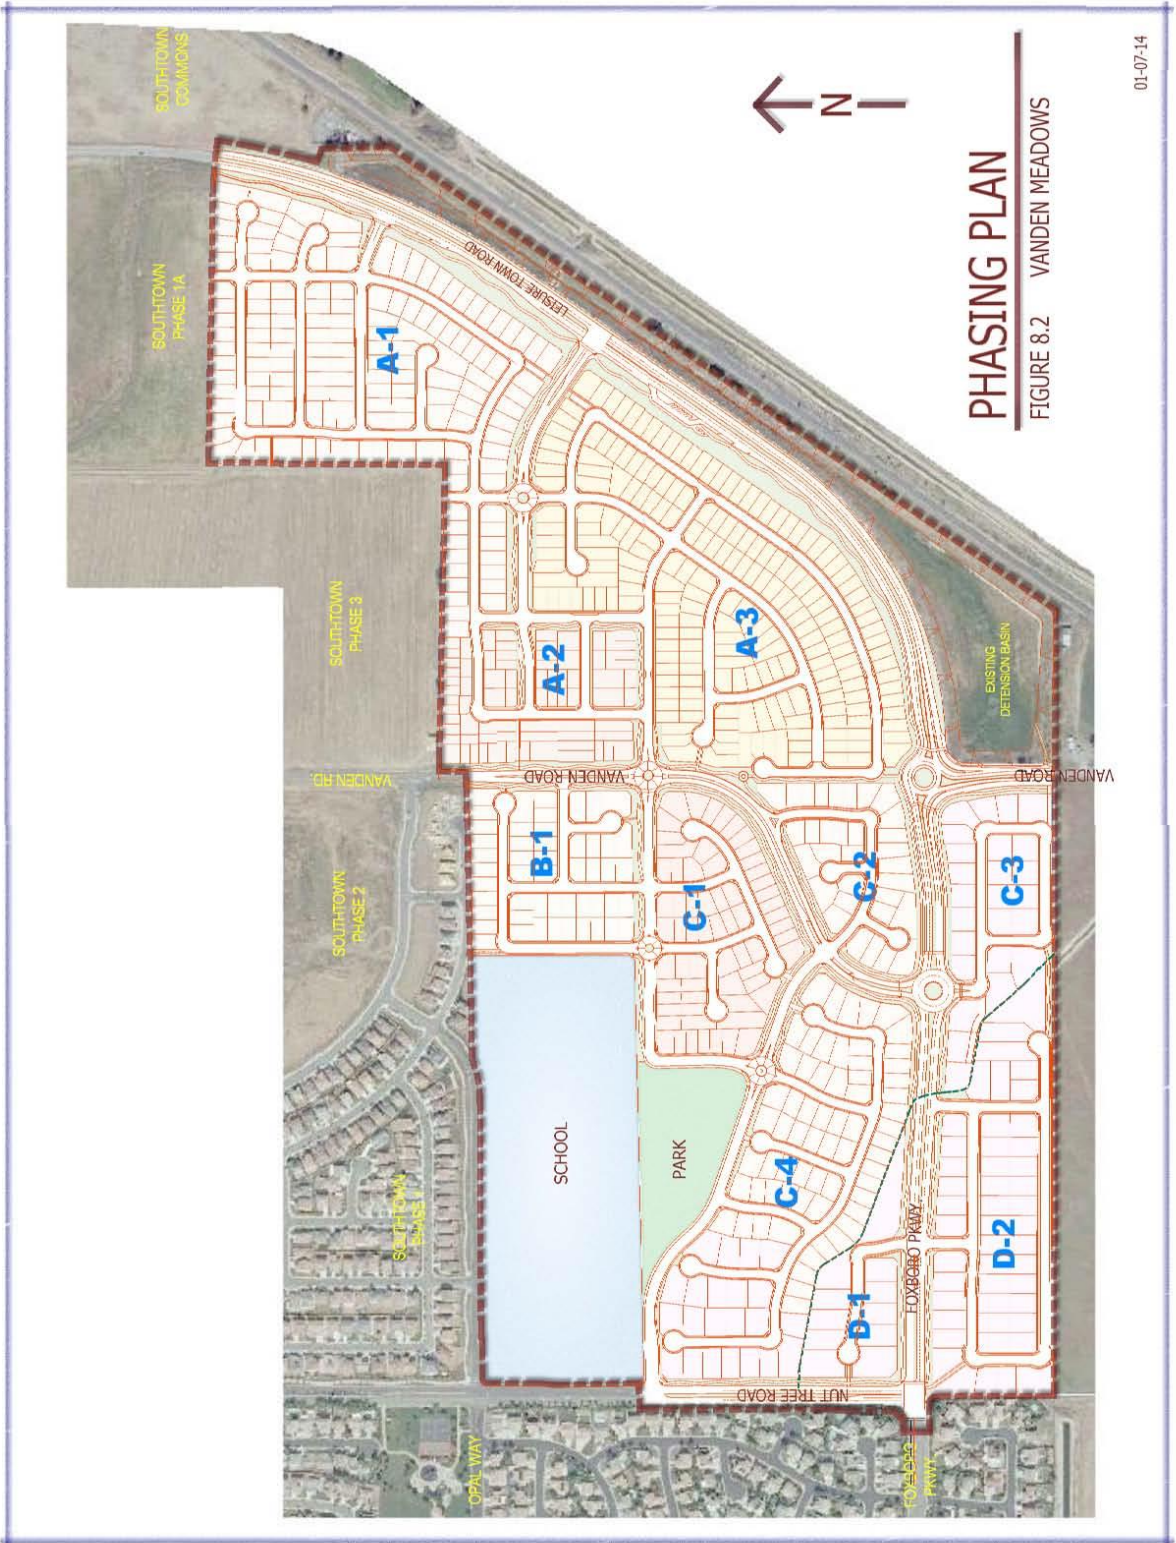 01-07-14
PHASING PLAN
FIGURE 8.2 VANDEN MEADOWS
N
SOUTHTOWN
COMMONS
SOUTHTOWN
PHASE 1A
SOUTHTOWN
PHASE 3
VANDEN RD.
SOUTHTOWN
PHASE 2
SOUTHTOWN
OPAL WAY
LEISURE TOWN ROAD
A-1
A-2
A-3
EXISTING
DETENSION BASIN
VANDEN ROAD
VANDEN ROAD
B-1
C-1
C-2
C-3
SCHOOL
PARK
C-4
D-1
D-2
FOXBORO PKWY
NUT TREE ROAD
PKWY